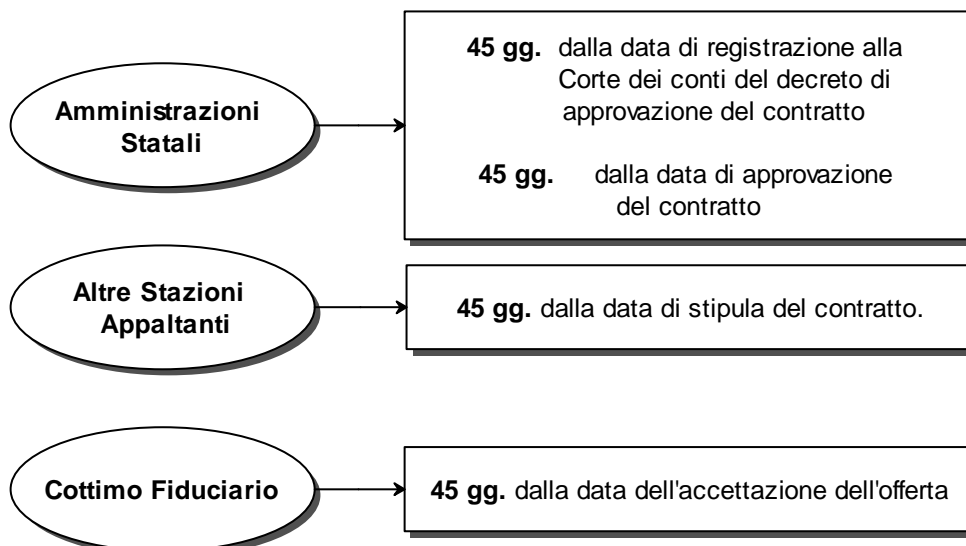 Amministrazioni
Statali
45 gg. dalla data di registrazione alla
Corte dei conti del decreto di
approvazione del contratto
45 gg. dalla data di approvazione
del contratto
Altre Stazioni
Appaltanti
45 gg. dalla data di stipula del contratto.
Cottimo Fiduciario
45 gg. dalla data dell'accettazione dell'offerta